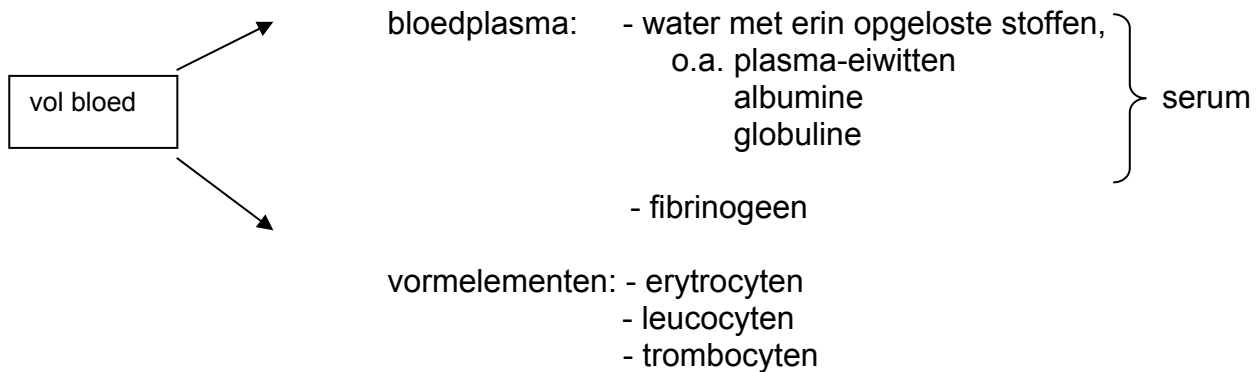 bloedplasma: - water met erin opgeloste stoffen,
o.a. plasma-eiwitten
vol bloed
albumine
serum
globuline
- fibrinogeen
vormelementen: - erytrocyten
- leucocyten
- trombocyten